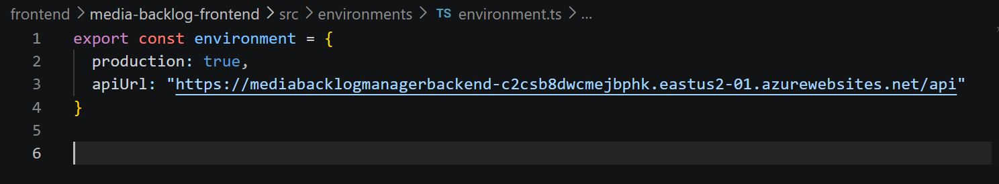 frontend > media-backlog-frontend > src > environments > TS environment.ts > ...
1 export const environment = {
2   production: true,
3   apiUrl: "https://mediabacklogmanagerbackend-c2csb8dwcmejbphk.eastus2-01.azurewebsites.net/api"
4 }
5
6